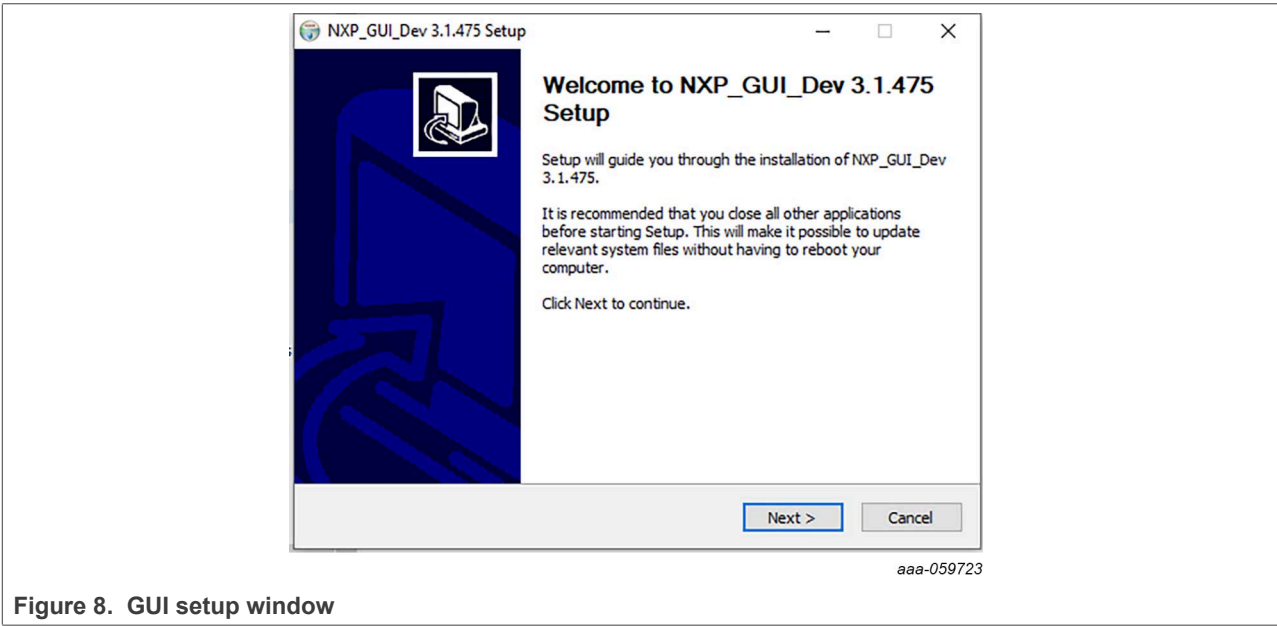 NXP_GUI_Dev 3.1.475 Setup
Welcome to NXP_GUI_Dev 3.1.475
Setup
Setup will guide you through the installation of NXP_GUI_Dev
3.1.475.
It is recommended that you close all other applications
before starting Setup. This will make it possible to update
relevant system files without having to reboot your
computer.
Click Next to continue.
Next >
Cancel
aaa-059723
Figure 8. GUI setup window